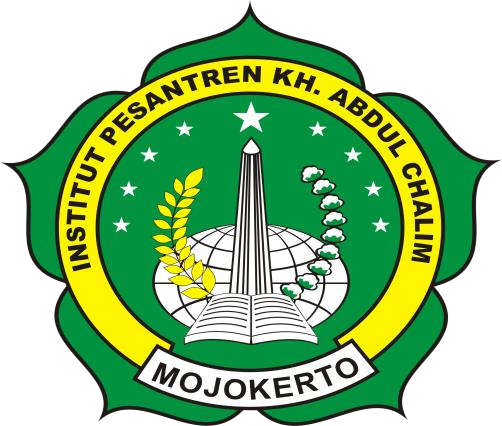 INSTITUT PESANTREN KH. ABDUL CHALIM
MOJOKERTO